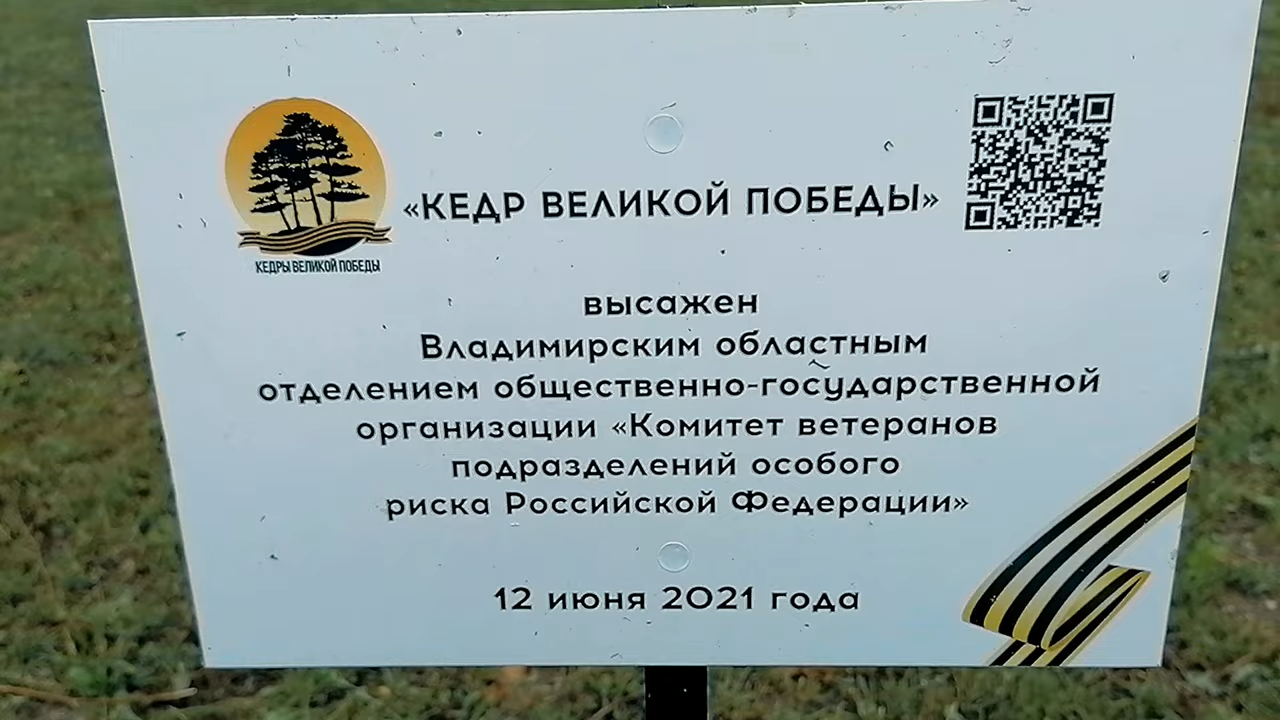 «КЕДР ВЕЛИКОЙ ПОБЕДЫ»
КЕДРЫ ВЕЛИКОЙ ПОБЕДЫ
высажен
Владимирским областным
отделением общественно-государственной
организации «Комитет ветеранов
подразделений особого
риска Российской Федерации»
12 июня 2021 года